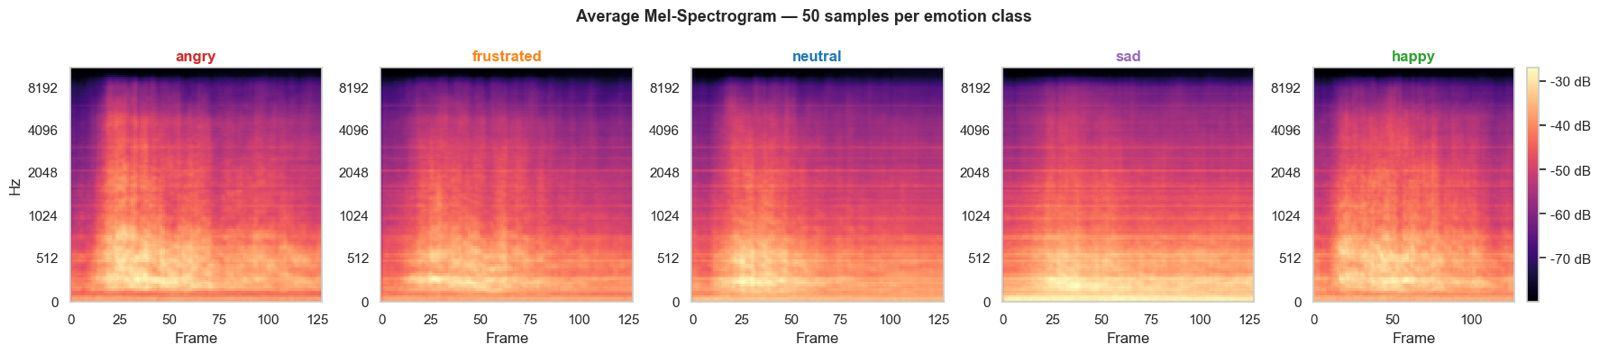 Average Mel-Spectrogram — 50 samples per emotion class
angry
frustrated
neutral
sad
happy
8192
4096
2048
1024
512
0
Hz
0 25 50 75 100 125
Frame
8192
4096
2048
1024
512
0
0 25 50 75 100 125
Frame
8192
4096
2048
1024
512
0
0 25 50 75 100 125
Frame
8192
4096
2048
1024
512
0
0 25 50 75 100 125
Frame
8192
4096
2048
1024
512
0
0 50 100
Frame
-30 dB
-40 dB
-50 dB
-60 dB
-70 dB